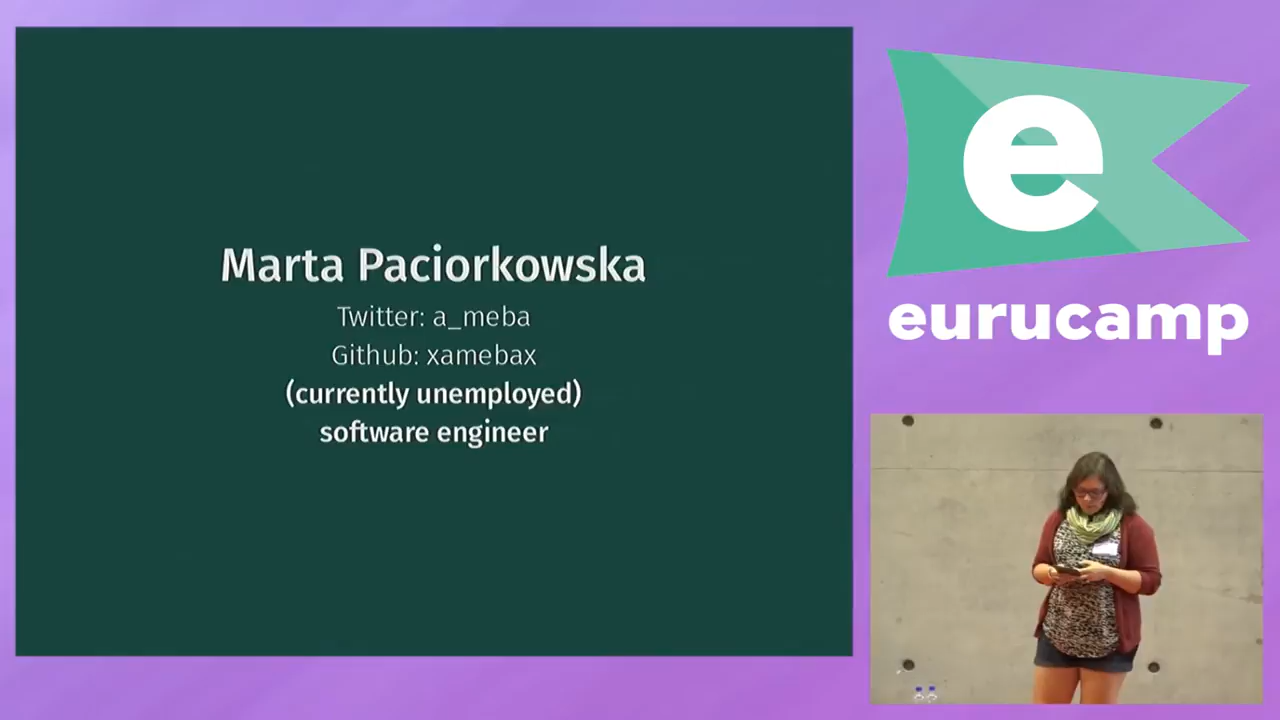 Marta Paciorkowska
Twitter: a_meba
Github: xamebax
(currently unemployed)
software engineer
e
eurucamp